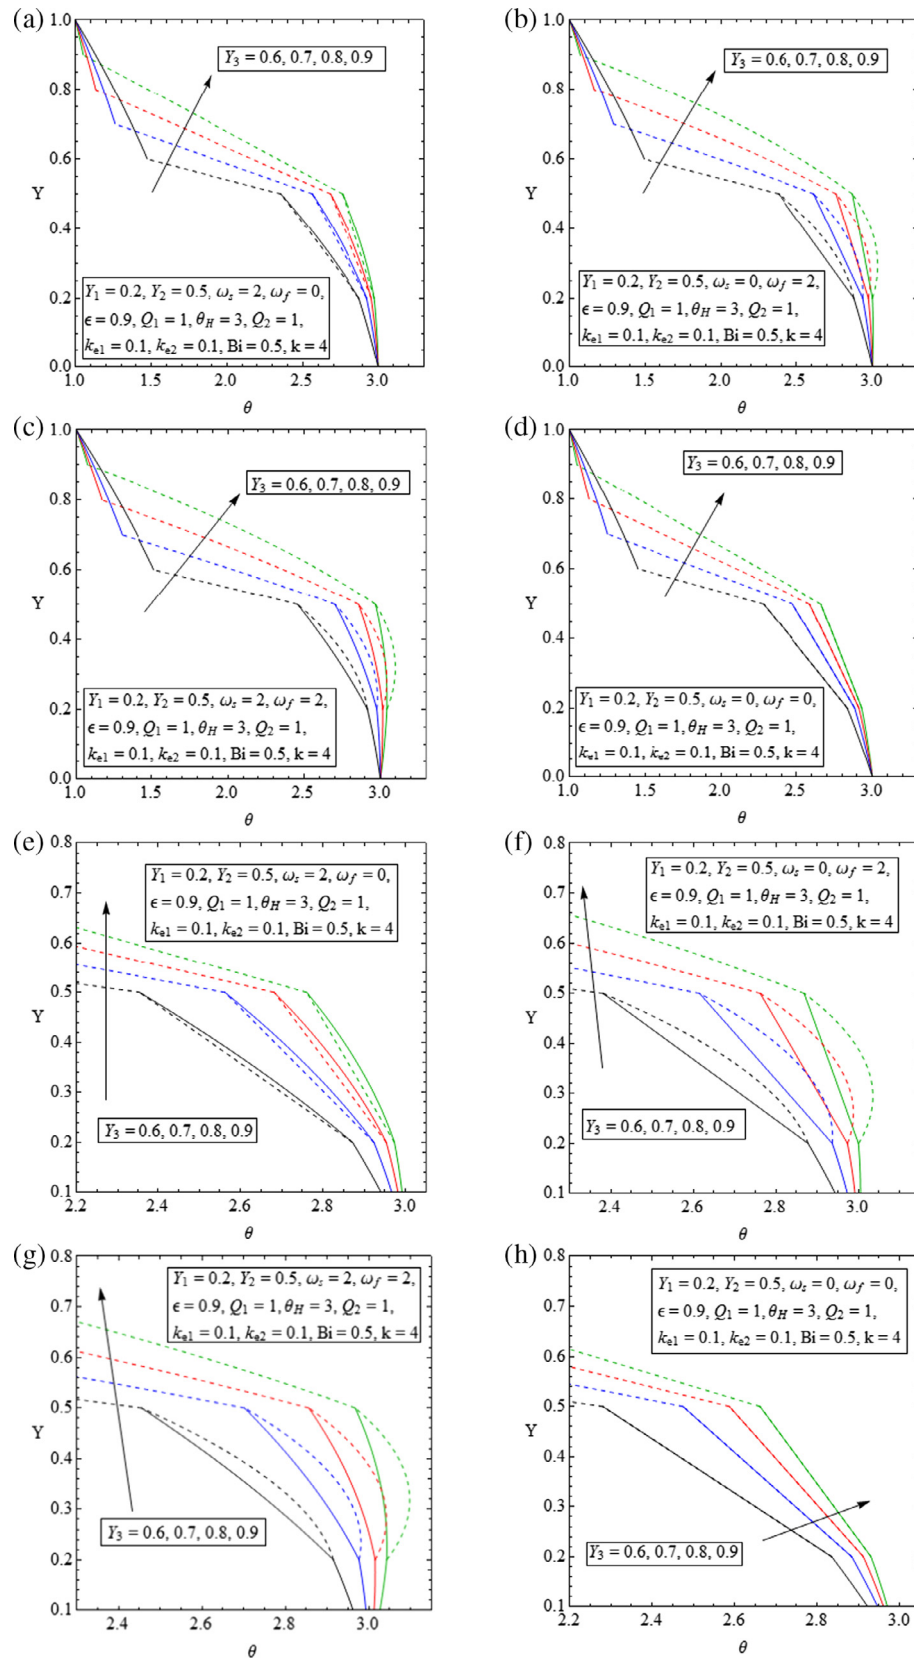 (a)
1.0
0.8
0.6
Y
0.4
0.2
0.0
Y₃ = 0.6, 0.7, 0.8, 0.9
Y₁ = 0.2, Y₂ = 0.5, ωₛ = 2, ω_f = 0,
ϵ = 0.9, Q₁ = 1, θ_H = 3, Q₂ = 1,
kₑ₁ = 0.1, kₑ₂ = 0.1, Bi = 0.5, k = 4
1.0 1.5 2.0 2.5 3.0
θ
(b)
1.0
0.8
0.6
Y
0.4
0.2
0.0
Y₃ = 0.6, 0.7, 0.8, 0.9
Y₁ = 0.2, Y₂ = 0.5, ωₛ = 0, ω_f = 2,
ϵ = 0.9, Q₁ = 1, θ_H = 3, Q₂ = 1,
kₑ₁ = 0.1, kₑ₂ = 0.1, Bi = 0.5, k = 4
1.0 1.5 2.0 2.5 3.0
θ
(c)
1.0
0.8
0.6
Y
0.4
0.2
0.0
Y₃ = 0.6, 0.7, 0.8, 0.9
Y₁ = 0.2, Y₂ = 0.5, ωₛ = 2, ω_f = 2,
ϵ = 0.9, Q₁ = 1, θ_H = 3, Q₂ = 1,
kₑ₁ = 0.1, kₑ₂ = 0.1, Bi = 0.5, k = 4
1.0 1.5 2.0 2.5 3.0
θ
(d)
1.0
0.8
0.6
Y
0.4
0.2
0.0
Y₃ = 0.6, 0.7, 0.8, 0.9
Y₁ = 0.2, Y₂ = 0.5, ωₛ = 0, ω_f = 0,
ϵ = 0.9, Q₁ = 1, θ_H = 3, Q₂ = 1,
kₑ₁ = 0.1, kₑ₂ = 0.1, Bi = 0.5, k = 4
1.0 1.5 2.0 2.5 3.0
θ
(e)
0.8
0.7
0.6
0.5
Y
0.4
0.3
0.2
0.1
Y₁ = 0.2, Y₂ = 0.5, ωₛ = 2, ω_f = 0,
ϵ = 0.9, Q₁ = 1, θ_H = 3, Q₂ = 1,
kₑ₁ = 0.1, kₑ₂ = 0.1, Bi = 0.5, k = 4
Y₃ = 0.6, 0.7, 0.8, 0.9
2.2 2.4 2.6 2.8 3.0
θ
(f)
0.8
0.7
0.6
0.5
Y
0.4
0.3
0.2
0.1
Y₁ = 0.2, Y₂ = 0.5, ωₛ = 0, ω_f = 2,
ϵ = 0.9, Q₁ = 1, θ_H = 3, Q₂ = 1,
kₑ₁ = 0.1, kₑ₂ = 0.1, Bi = 0.5, k = 4
Y₃ = 0.6, 0.7, 0.8, 0.9
2.4 2.6 2.8 3.0
θ
(g)
0.8
0.7
0.6
0.5
Y
0.4
0.3
0.2
0.1
Y₁ = 0.2, Y₂ = 0.5, ωₛ = 2, ω_f = 2,
ϵ = 0.9, Q₁ = 1, θ_H = 3, Q₂ = 1,
kₑ₁ = 0.1, kₑ₂ = 0.1, Bi = 0.5, k = 4
Y₃ = 0.6, 0.7, 0.8, 0.9
2.4 2.6 2.8 3.0
θ
(h)
0.8
0.7
0.6
0.5
Y
0.4
0.3
0.2
0.1
Y₁ = 0.2, Y₂ = 0.5, ωₛ = 0, ω_f = 0,
ϵ = 0.9, Q₁ = 1, θ_H = 3, Q₂ = 1,
kₑ₁ = 0.1, kₑ₂ = 0.1, Bi = 0.5, k = 4
Y₃ = 0.6, 0.7, 0.8, 0.9
2.2 2.4 2.6 2.8 3.0
θ